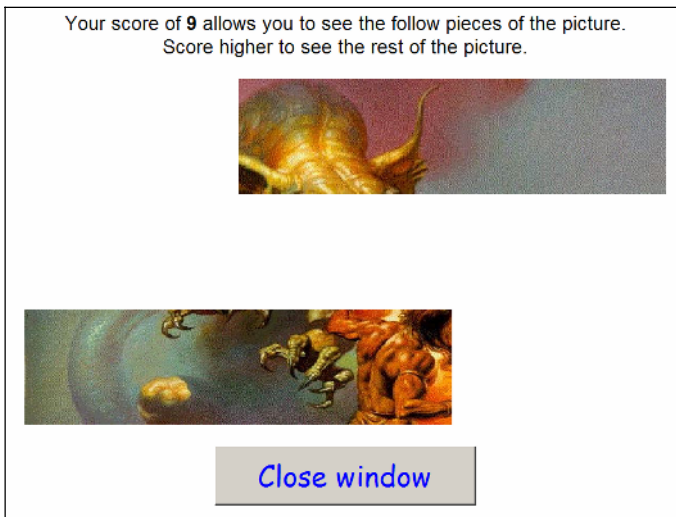 Your score of 9 allows you to see the follow pieces of the picture.
Score higher to see the rest of the picture.
Close window